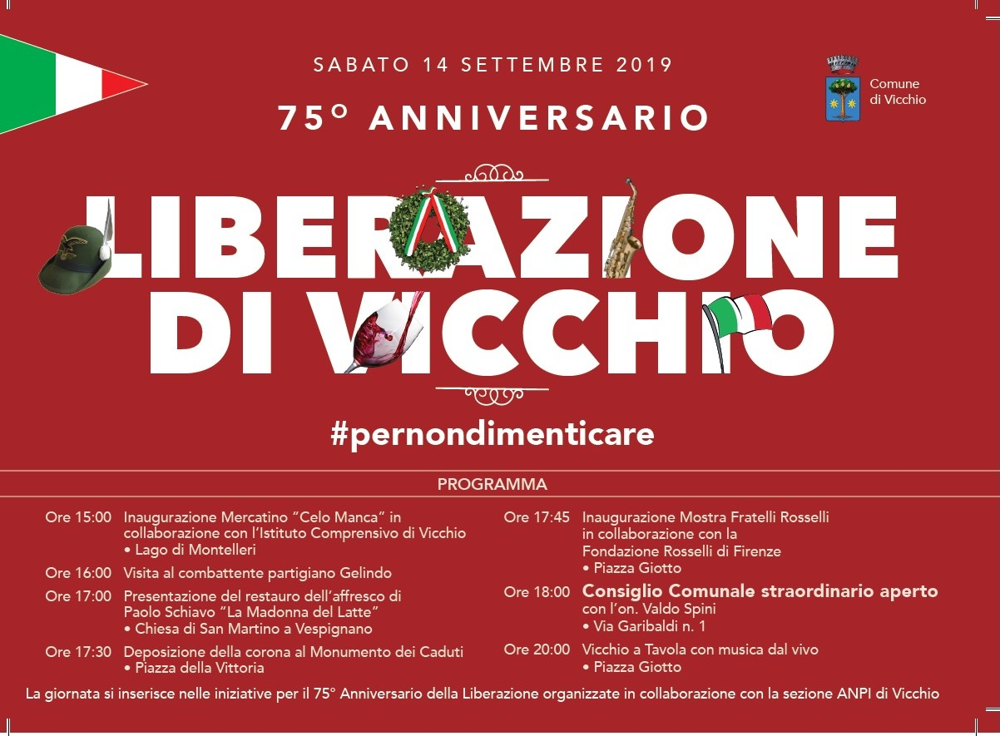 SABATO 14 SETTEMBRE 2019
Comune
di Vicchio
75° ANNIVERSARIO
LIBERAZIONE
DI VICCHIO
#pernondimenticare
PROGRAMMA
Ore 15:00 Inaugurazione Mercatino “Celo Manca” in
collaborazione con l’Istituto Comprensivo di Vicchio
• Lago di Montelleri
Ore 16:00 Visita al combattente partigiano Gelindo
Ore 17:00 Presentazione del restauro dell’affresco di
Paolo Schiavo “La Madonna del Latte”
• Chiesa di San Martino a Vespignano
Ore 17:30 Deposizione della corona al Monumento dei Caduti
• Piazza della Vittoria
Ore 17:45 Inaugurazione Mostra Fratelli Rosselli
in collaborazione con la
Fondazione Rosselli di Firenze
• Piazza Giotto
Ore 18:00 Consiglio Comunale straordinario aperto
con l’on. Valdo Spini
• Via Garibaldi n. 1
Ore 20:00 Vicchio a Tavola con musica dal vivo
• Piazza Giotto
La giornata si inserisce nelle iniziative per il 75° Anniversario della Liberazione organizzate in collaborazione con la sezione ANPI di Vicchio